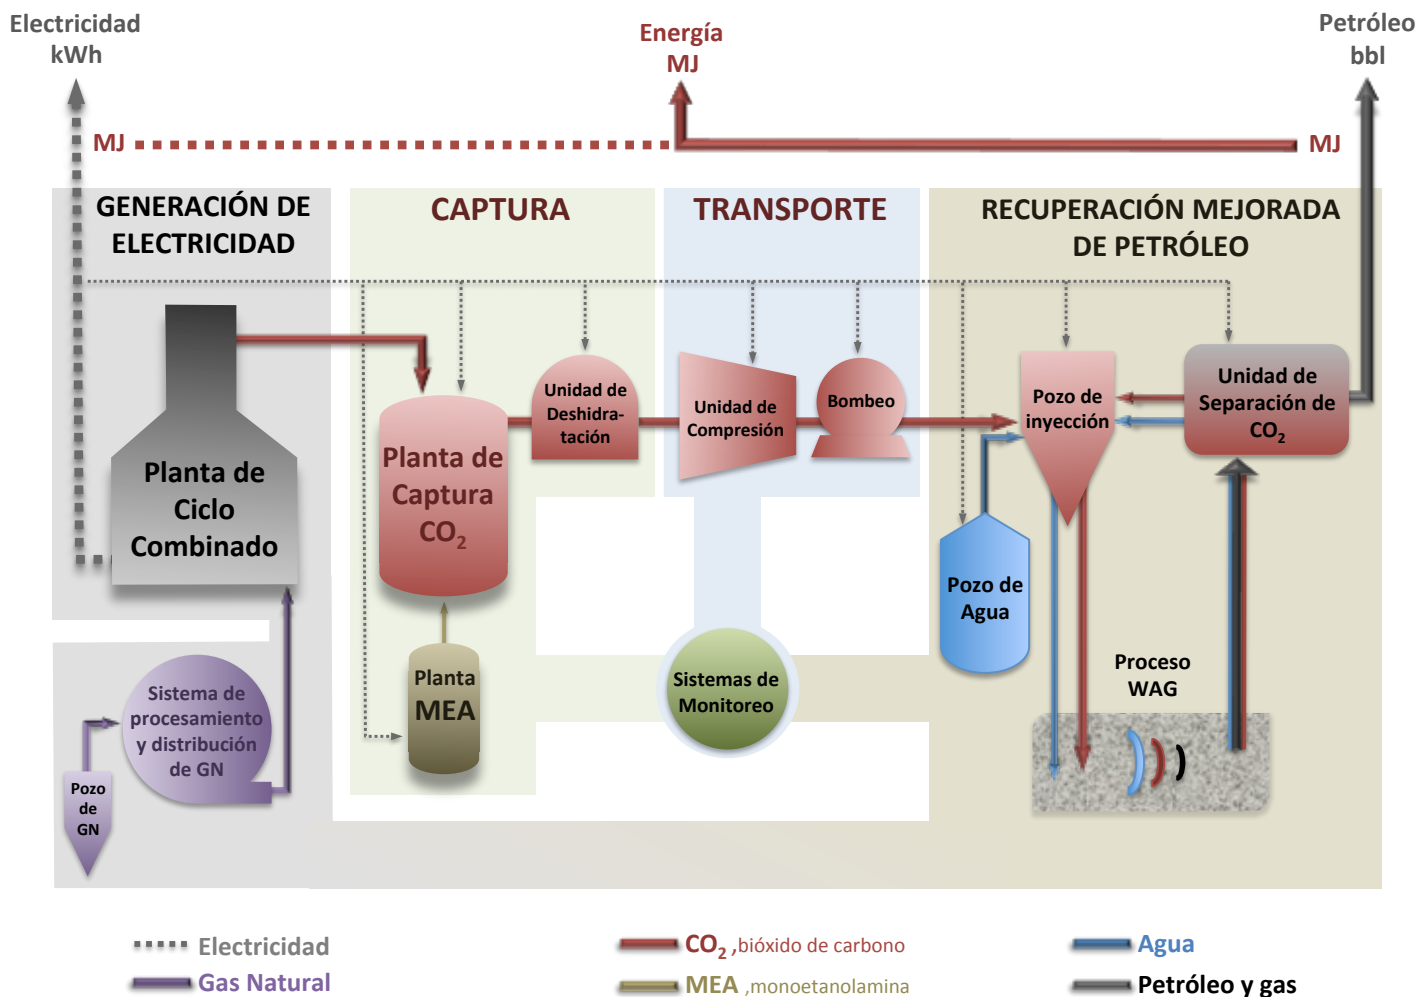 Electricidad
kWh
Energía
MJ
Petróleo
bbl
MJ
MJ
GENERACIÓN DE
ELECTRICIDAD
CAPTURA
TRANSPORTE
RECUPERACIÓN MEJORADA
DE PETRÓLEO
Planta de
Ciclo
Combinado
Planta de
Captura
CO2
Unidad de
Deshidra-
tación
Unidad de
Compresión
Bombeo
Pozo de
inyección
Unidad de
Separación de
CO2
Pozo de
Agua
Planta
MEA
Sistemas de
Monitoreo
Proceso
WAG
Sistema de
procesamiento
y distribución
de GN
Pozo
de
GN
Electricidad
CO2 ,bióxido de carbono
Agua
Gas Natural
MEA ,monoetanolamina
Petróleo y gas